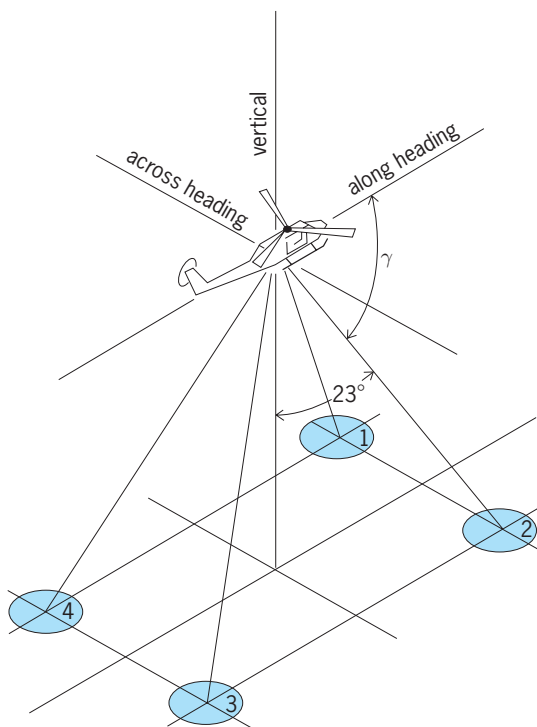 vertical
across heading
along heading
γ
23°
1
2
4
3